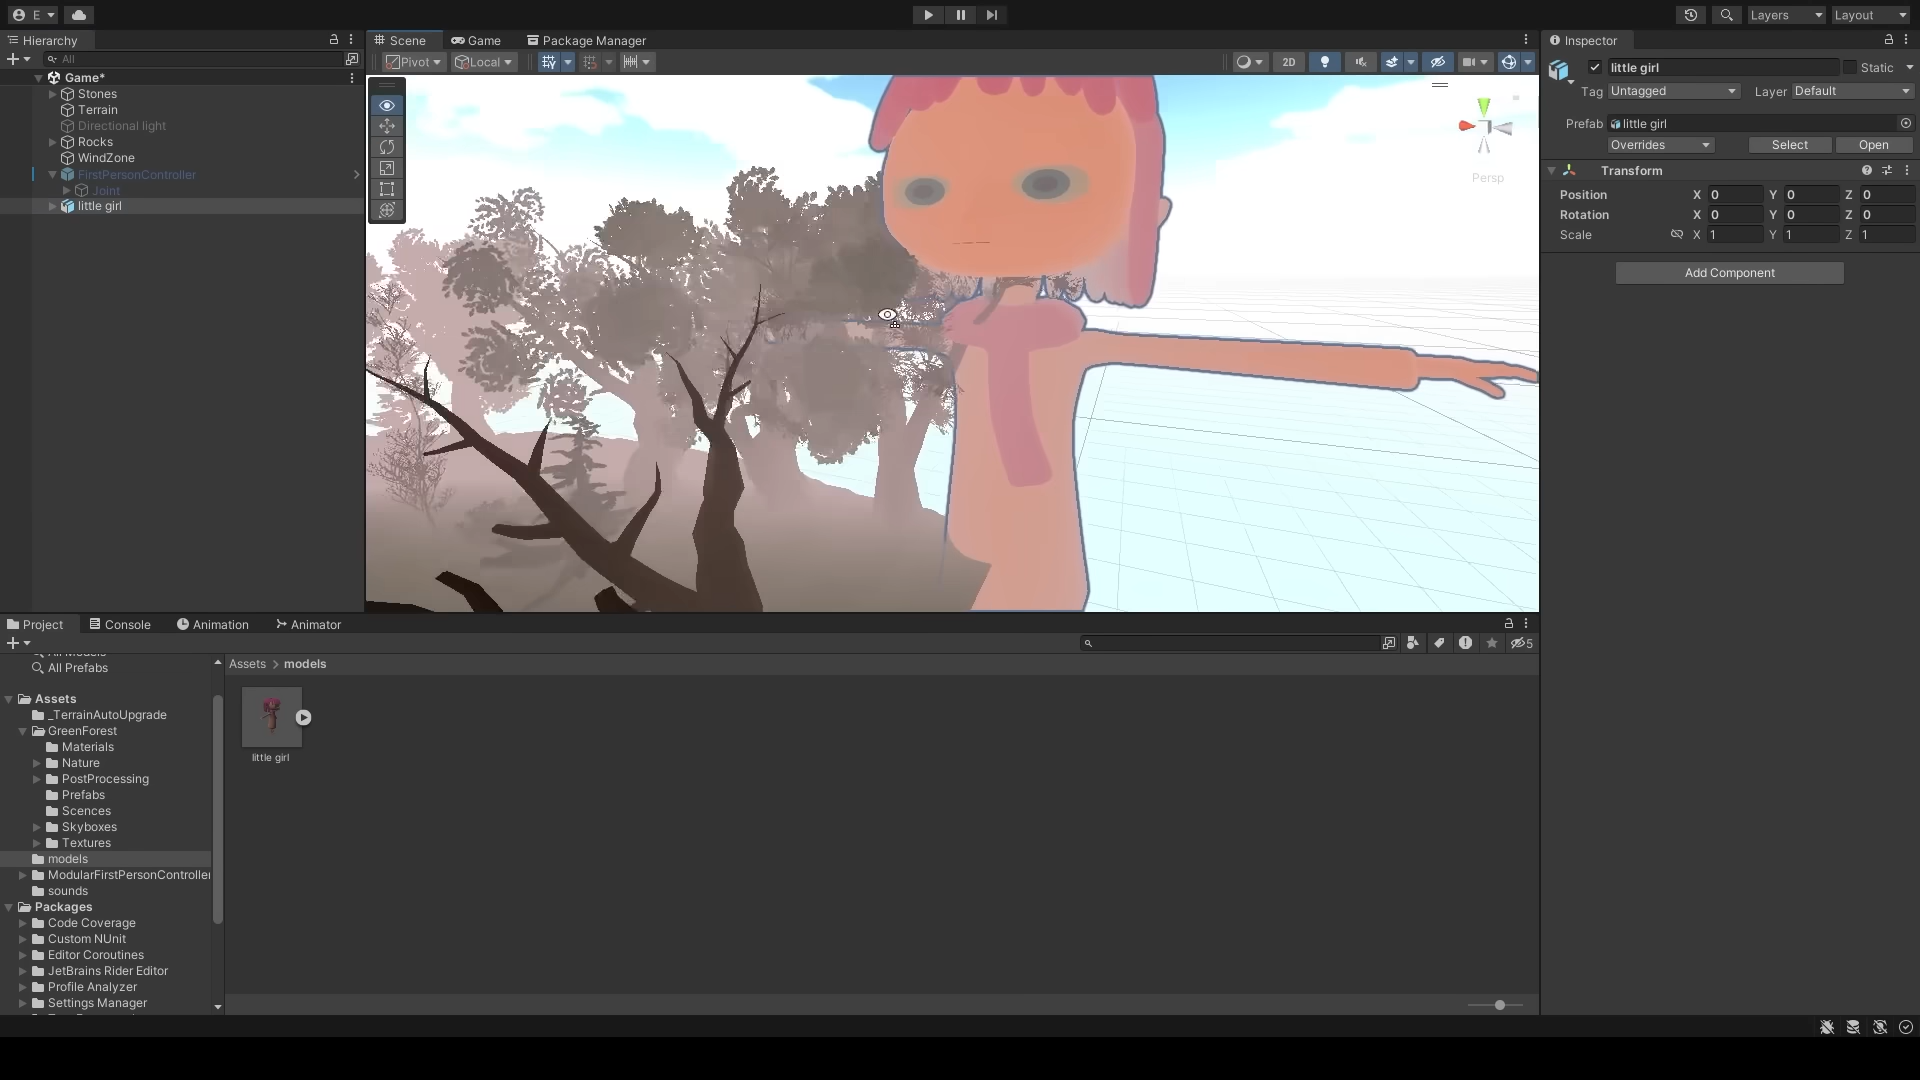 E
Layers
Layout
Hierarchy
All
Game*
Stones
Terrain
Directional light
Rocks
WindZone
FirstPersonController
Joint
little girl
Scene
Game
Package Manager
Pivot
Local
2D
Persp
Inspector
little girl
Static
Tag Untagged
Layer Default
Prefab little girl
Overrides
Select
Open
Transform
Position X 0 Y 0 Z 0
Rotation X 0 Y 0 Z 0
Scale X 1 Y 1 Z 1
Add Component
Project
Console
Animation
Animator
5
All Prefabs
Assets
_TerrainAutoUpgrade
GreenForest
Materials
Nature
PostProcessing
Prefabs
Scences
Skyboxes
Textures
models
ModularFirstPersonController
sounds
Packages
Code Coverage
Custom NUnit
Editor Coroutines
JetBrains Rider Editor
Profile Analyzer
Settings Manager
Assets > models
little girl